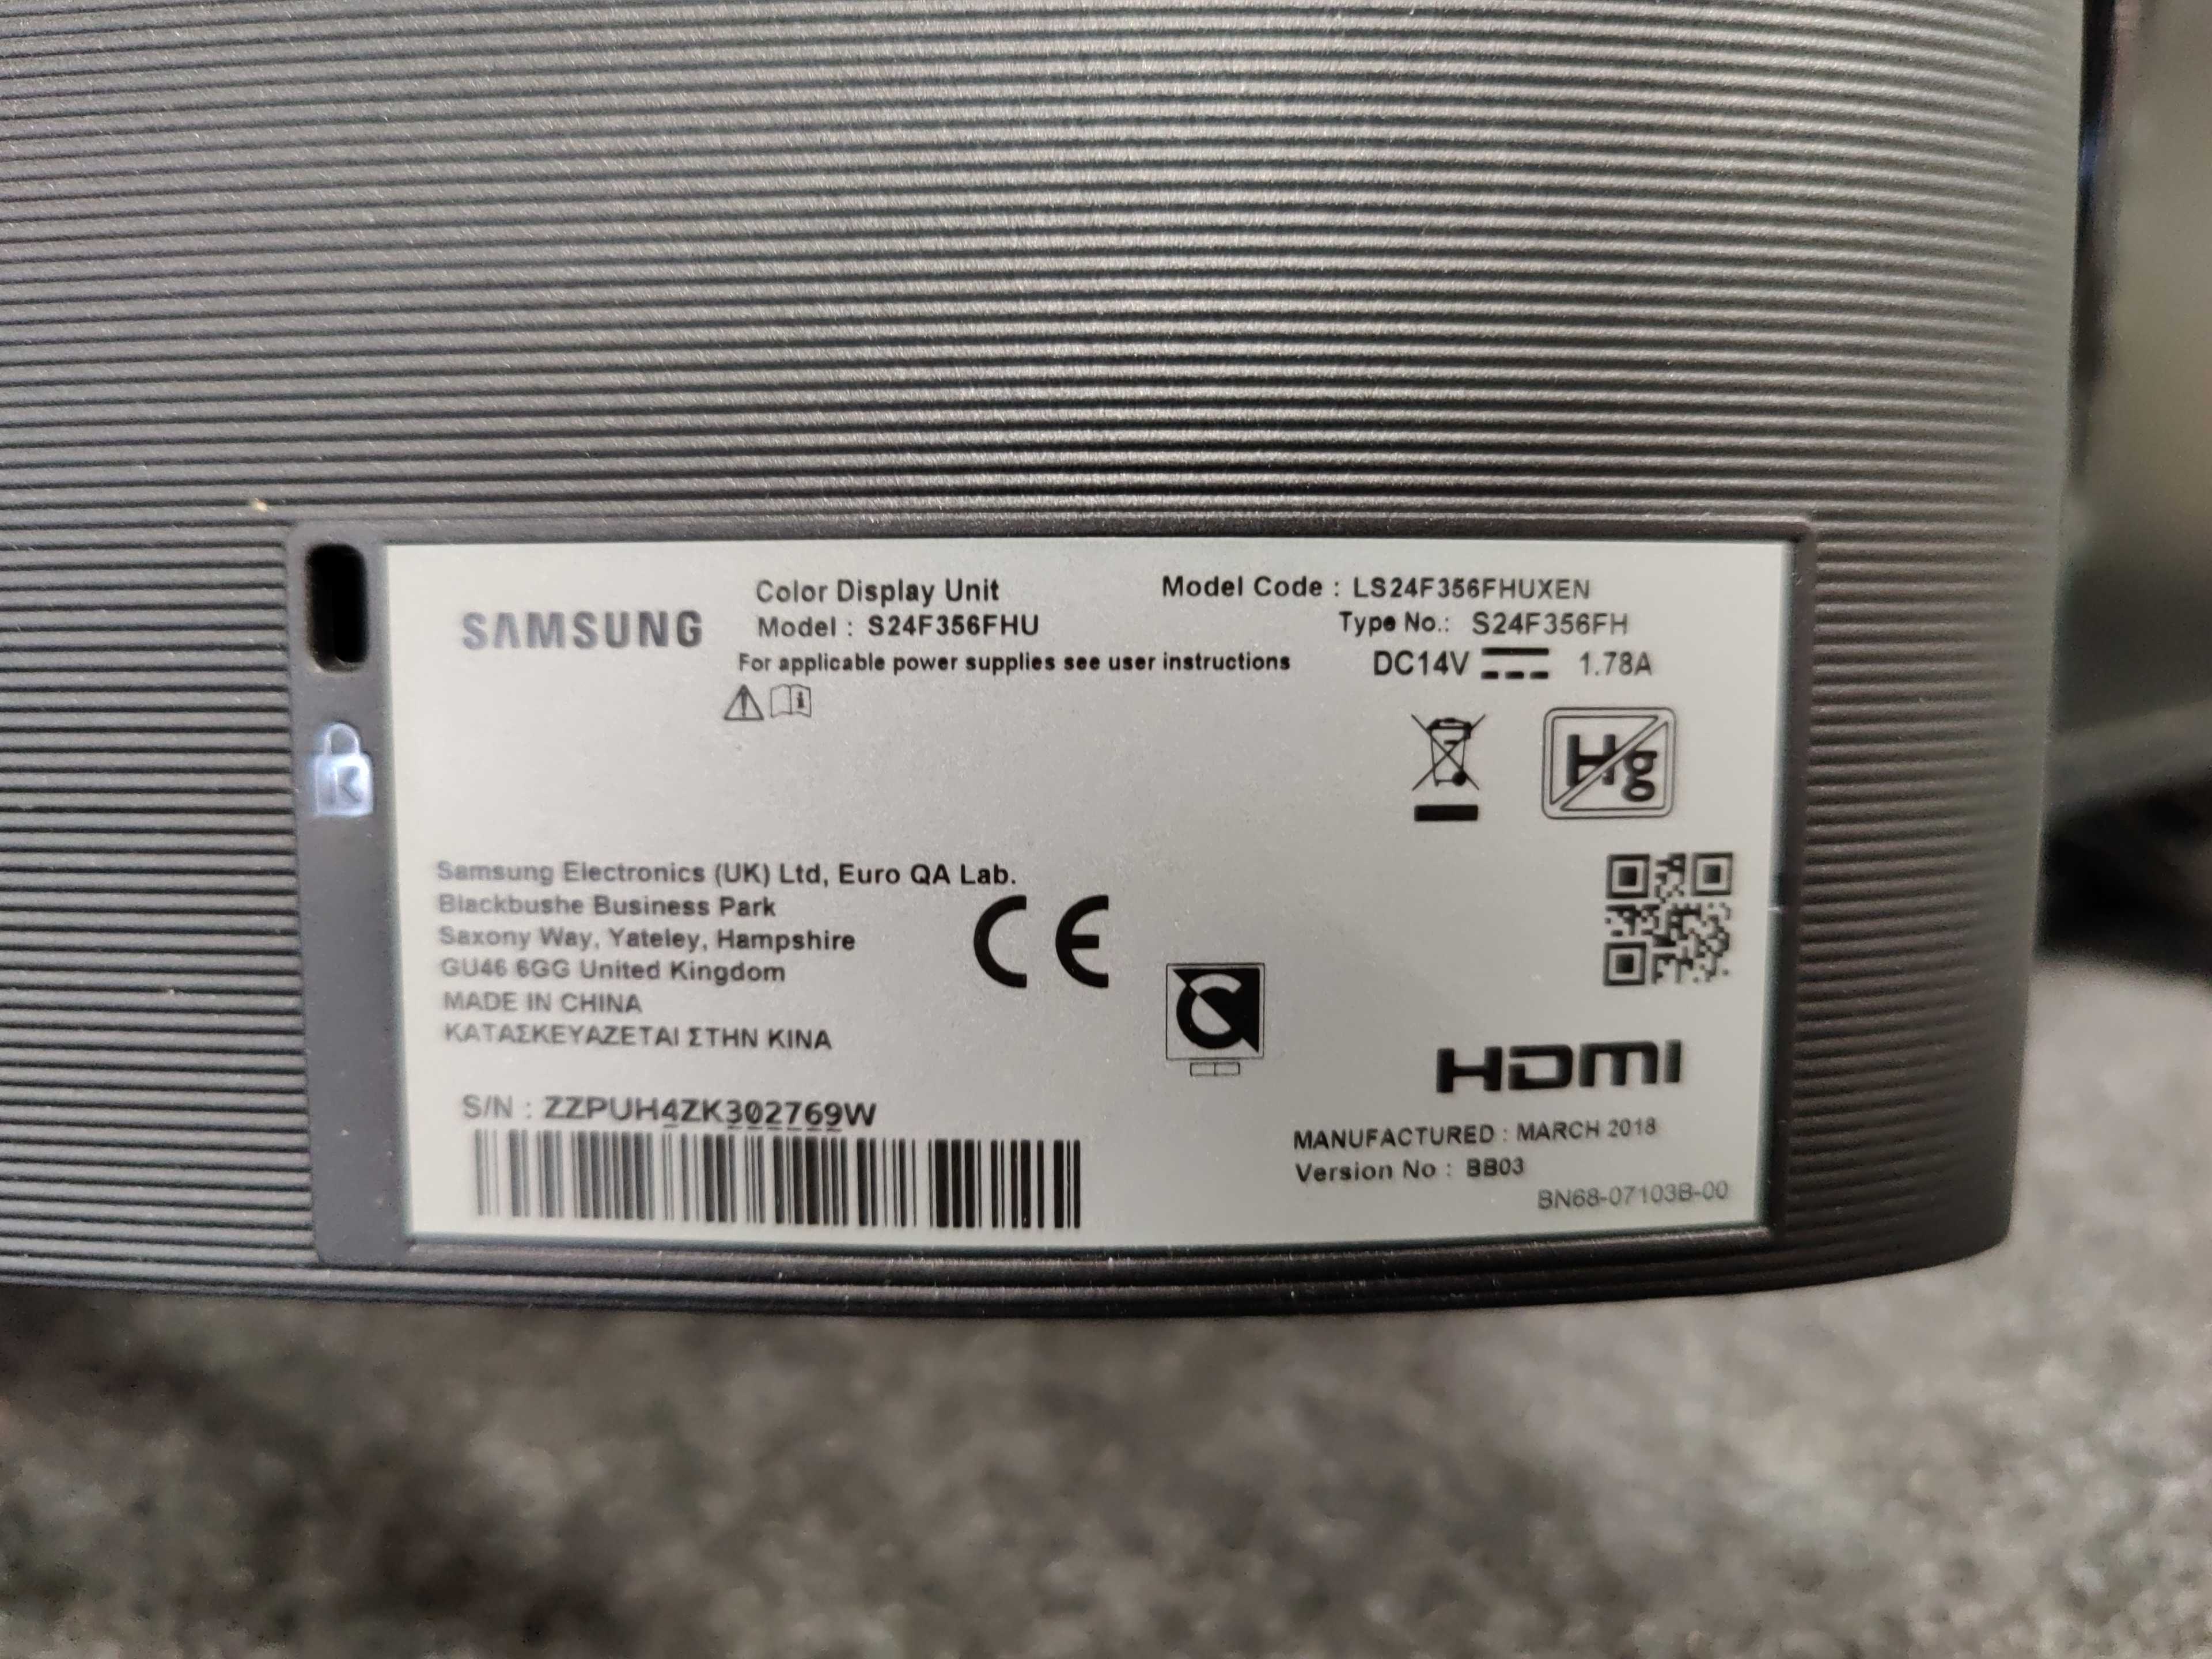 SAMSUNG
Color Display Unit
Model : S24F356FHU
For applicable power supplies see user instructions
Model Code : LS24F356FHUXEN
Type No.: S24F356FH
DC14V 1.78A
Hg
K
Samsung Electronics (UK) Ltd, Euro QA Lab.
Blackbushe Business Park
Saxony Way, Yateley, Hampshire
GU46 6GG United Kingdom
MADE IN CHINA
ΚΑΤΑΣΚΕΥΑΖΕΤΑΙ ΣΤΗΝ ΚΙΝΑ
CE
S/N : ZZPUH4ZK302769W
HDMI
MANUFACTURED : MARCH 2018
Version No : BB03
BN68-07103B-00